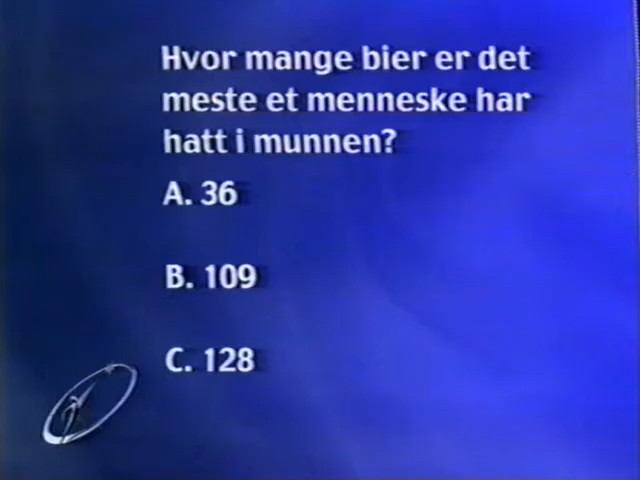 Hvor mange bier er det
meste et menneske har
hatt i munnen?
A. 36
B. 109
C. 128